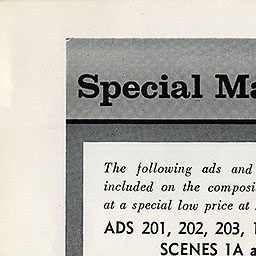 Special Ma
The following ads and
included on the composi
at a special low price at
ADS 201, 202, 203, 1
SCENES 1A a